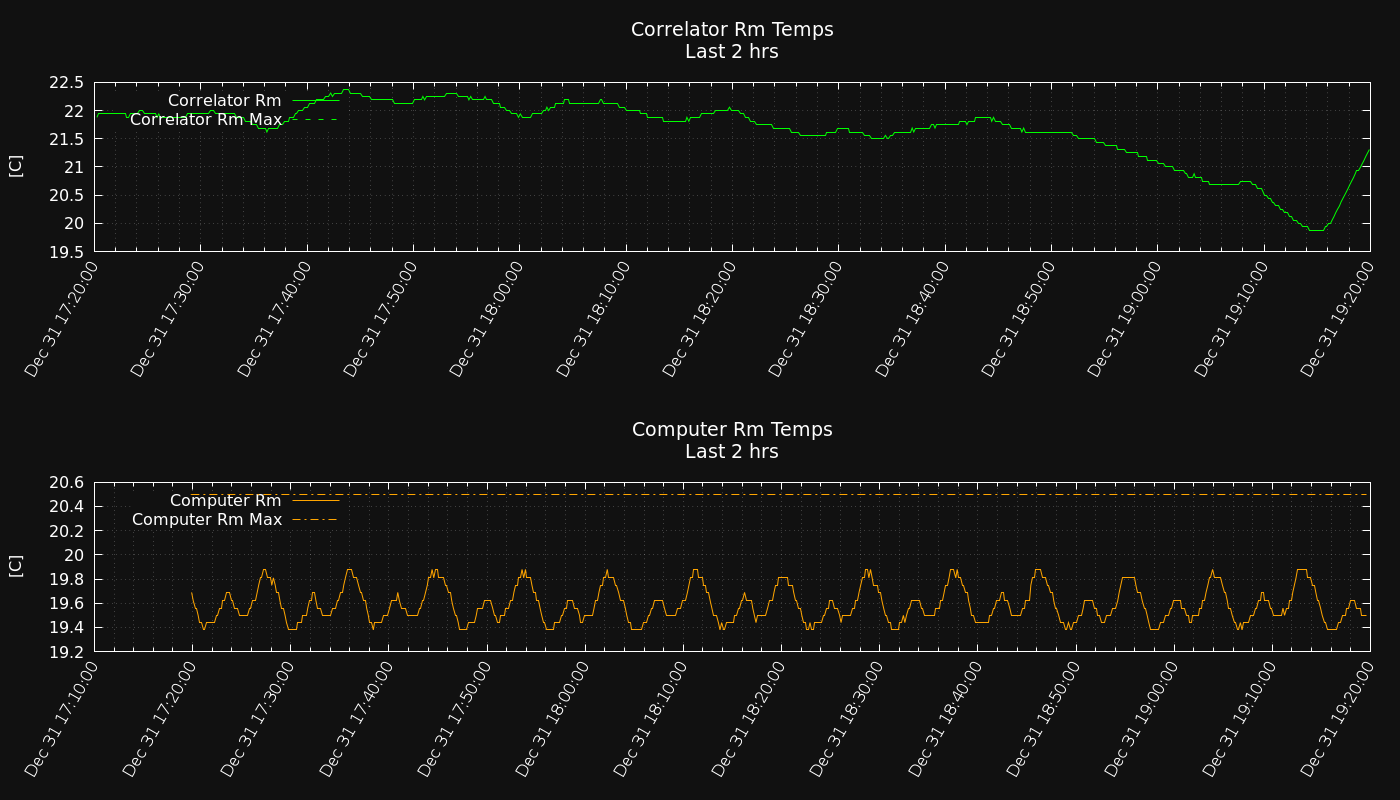 Correlator Rm Temps
Last 2 hrs
22.5
22
21.5
21
20.5
20
19.5
[C]
Correlator Rm
Correlator Rm Max
Dec 31 17:20:00
Dec 31 17:30:00
Dec 31 17:40:00
Dec 31 17:50:00
Dec 31 18:00:00
Dec 31 18:10:00
Dec 31 18:20:00
Dec 31 18:30:00
Dec 31 18:40:00
Dec 31 18:50:00
Dec 31 19:00:00
Dec 31 19:10:00
Dec 31 19:20:00
Computer Rm Temps
Last 2 hrs
20.6
20.4
20.2
20
19.8
19.6
19.4
19.2
[C]
Computer Rm
Computer Rm Max
Dec 31 17:10:00
Dec 31 17:20:00
Dec 31 17:30:00
Dec 31 17:40:00
Dec 31 17:50:00
Dec 31 18:00:00
Dec 31 18:10:00
Dec 31 18:20:00
Dec 31 18:30:00
Dec 31 18:40:00
Dec 31 18:50:00
Dec 31 19:00:00
Dec 31 19:10:00
Dec 31 19:20:00